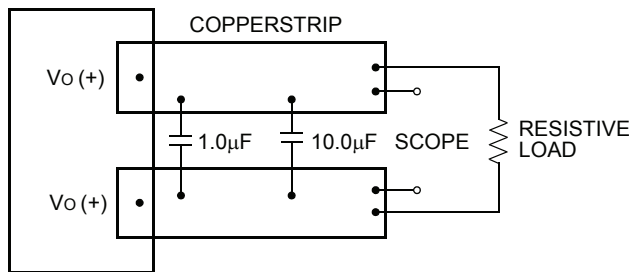 COPPERSTRIP
VO (+)
1.0μF
10.0μF
SCOPE
RESISTIVE
LOAD
VO (+)